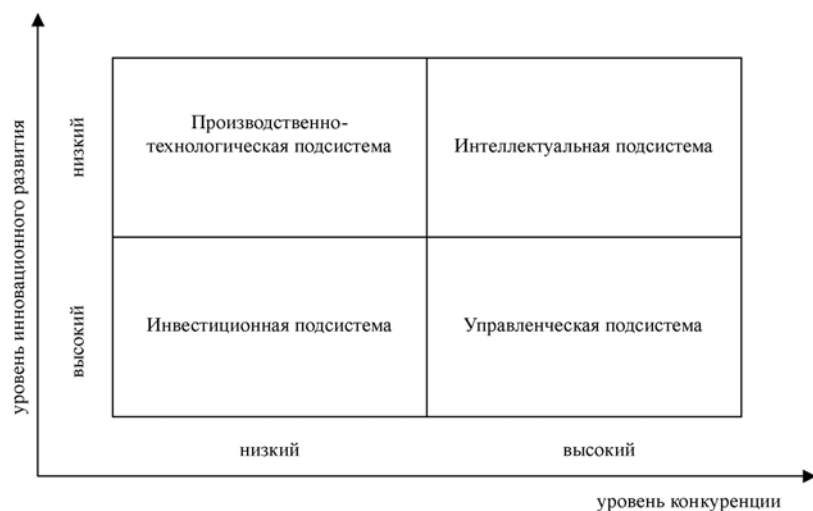 уровень инновационного развития
низкий
высокий
Производственно-
технологическая подсистема
Интеллектуальная подсистема
Инвестиционная подсистема
Управленческая подсистема
низкий
высокий
уровень конкуренции